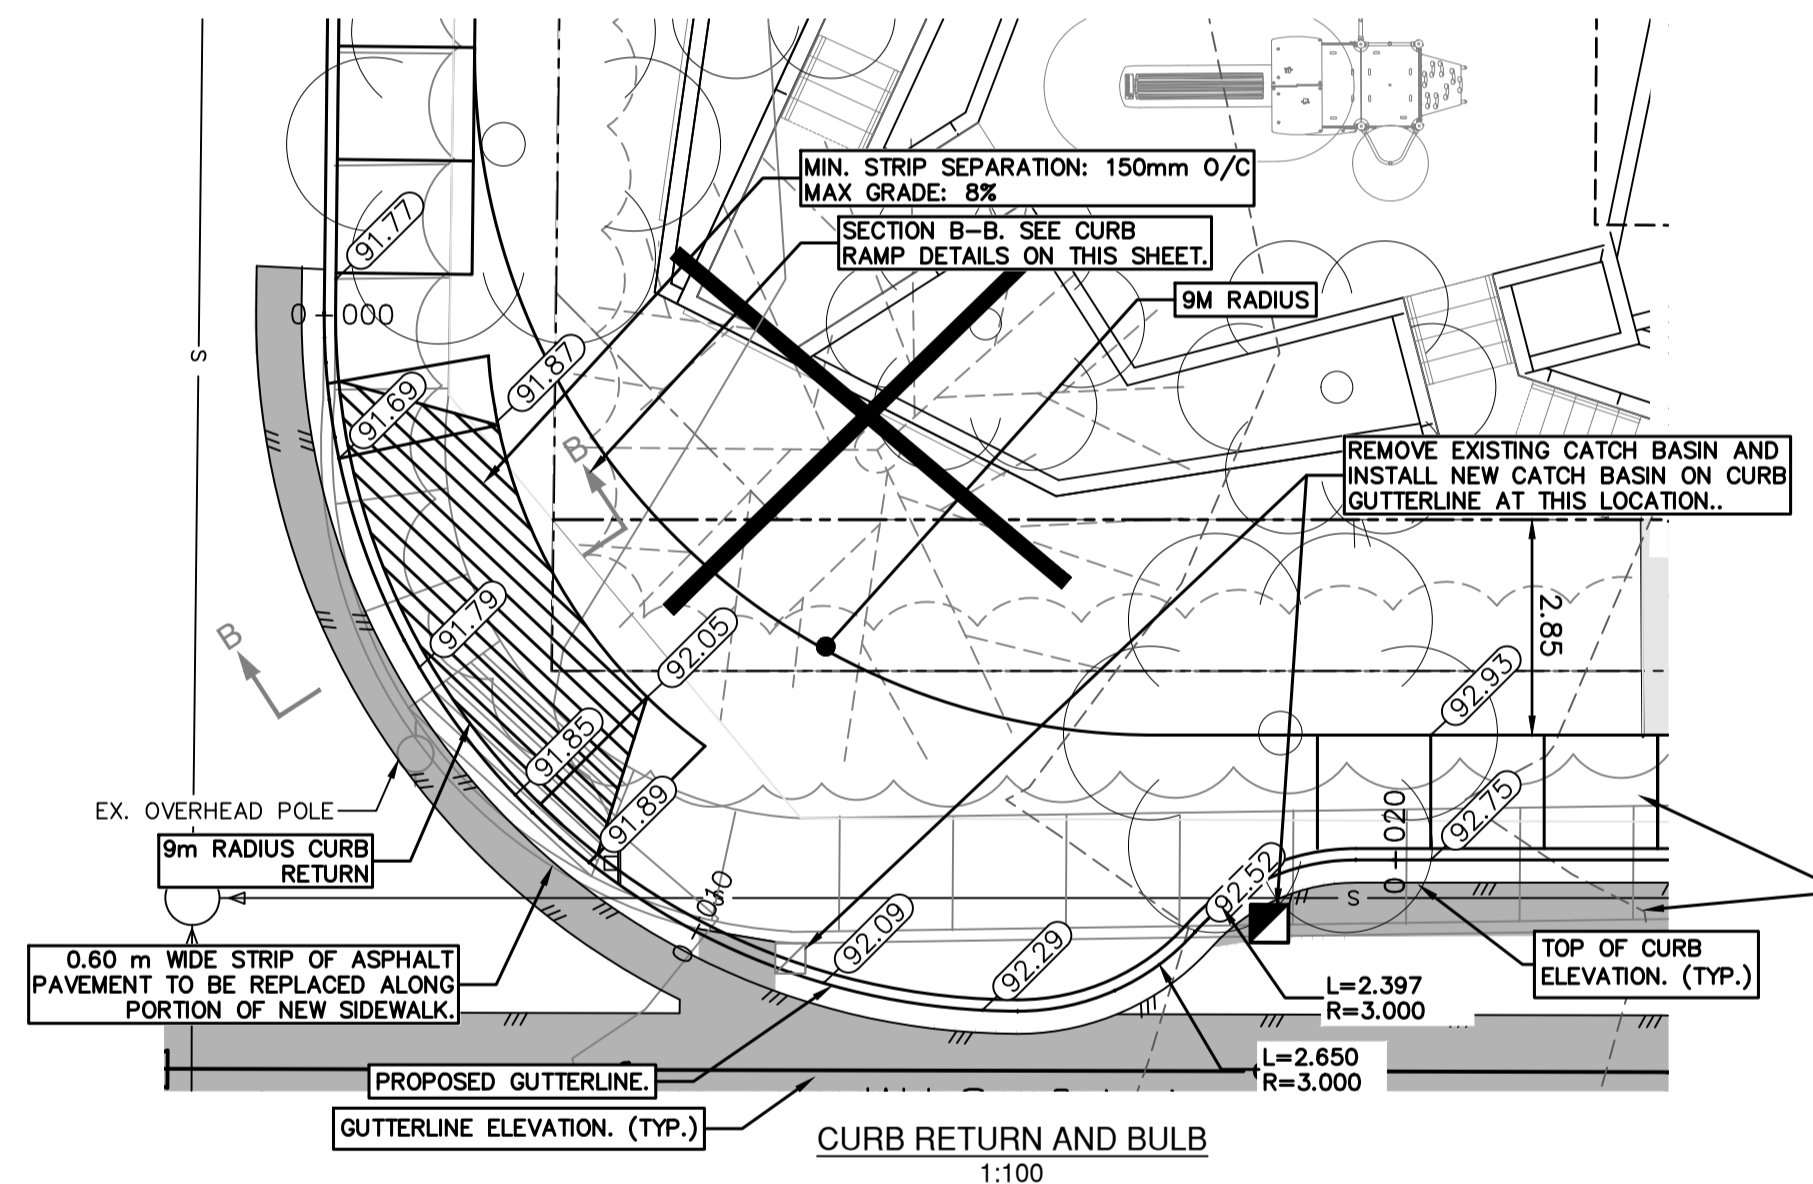 MIN. STRIP SEPARATION: 150mm O/C
MAX GRADE: 8%
SECTION B-B. SEE CURB
RAMP DETAILS ON THIS SHEET.
9M RADIUS
91.77
0+000
S
91.87
91.69
B
REMOVE EXISTING CATCH BASIN AND
INSTALL NEW CATCH BASIN ON CURB
GUTTERLINE AT THIS LOCATION..
2.85
91.79
B
92.05
92.93
91.85
EX. OVERHEAD POLE
91.89
92.75
0+020
9m RADIUS CURB
RETURN
92.52
S
92.09
92.29
0.60 m WIDE STRIP OF ASPHALT
PAVEMENT TO BE REPLACED ALONG
PORTION OF NEW SIDEWALK.
TOP OF CURB
ELEVATION. (TYP.)
L=2.397
R=3.000
L=2.650
R=3.000
PROPOSED GUTTERLINE.
GUTTERLINE ELEVATION. (TYP.)
CURB RETURN AND BULB
1:100